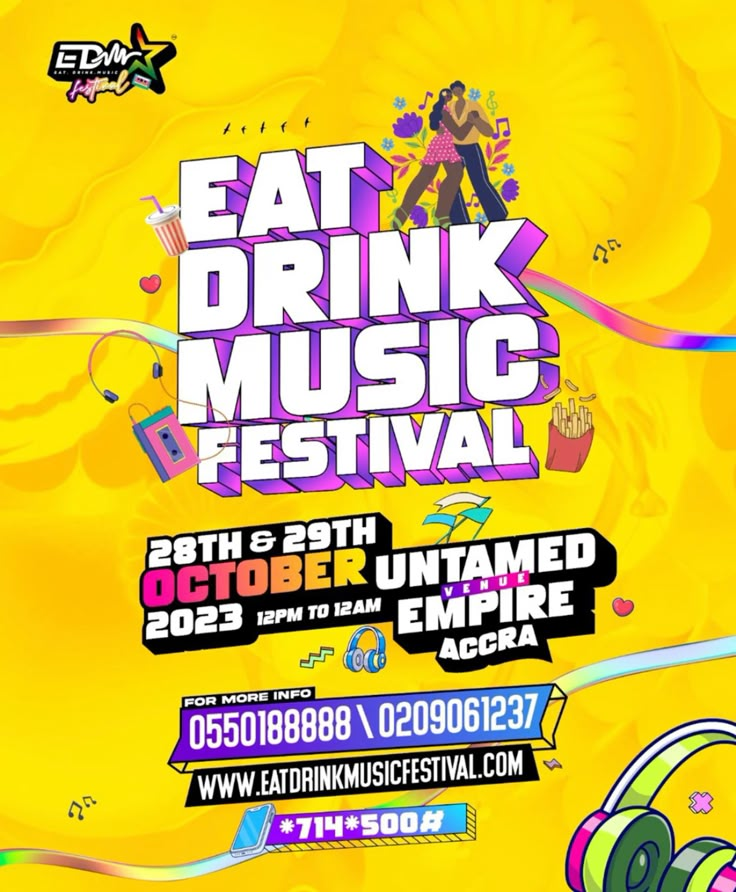 EDM
EAT. DRINK. MUSIC
festival
EAT
DRINK
MUSIC
FESTIVAL
28TH & 29TH
OCTOBER
2023 12PM TO 12AM
UNTAMED
VENUE
EMPIRE
ACCRA
FOR MORE INFO
0550188888 \ 0209061237
WWW.EATDRINKMUSICFESTIVAL.COM
*714*500#